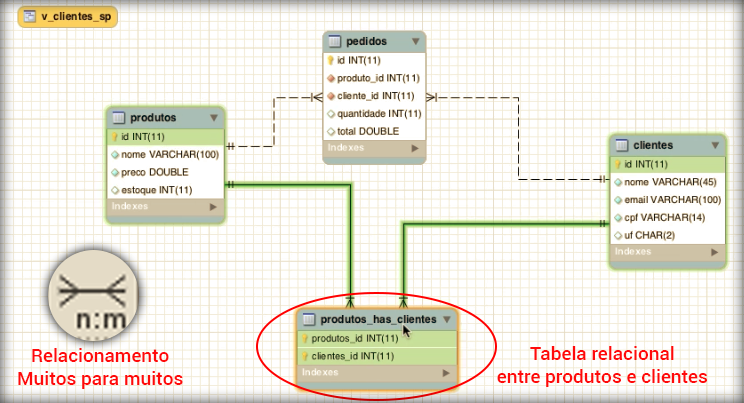 v_clientes_sp
pedidos
id INT(11)
produto_id INT(11)
cliente_id INT(11)
quantidade INT(11)
total DOUBLE
Indexes
produtos
id INT(11)
nome VARCHAR(100)
preco DOUBLE
estoque INT(11)
Indexes
clientes
id INT(11)
nome VARCHAR(45)
email VARCHAR(100)
cpf VARCHAR(14)
uf CHAR(2)
Indexes
n:m
Relacionamento
Muitos para muitos
produtos_has_clientes
produtos_id INT(11)
clientes_id INT(11)
Indexes
Tabela relacional
entre produtos e clientes